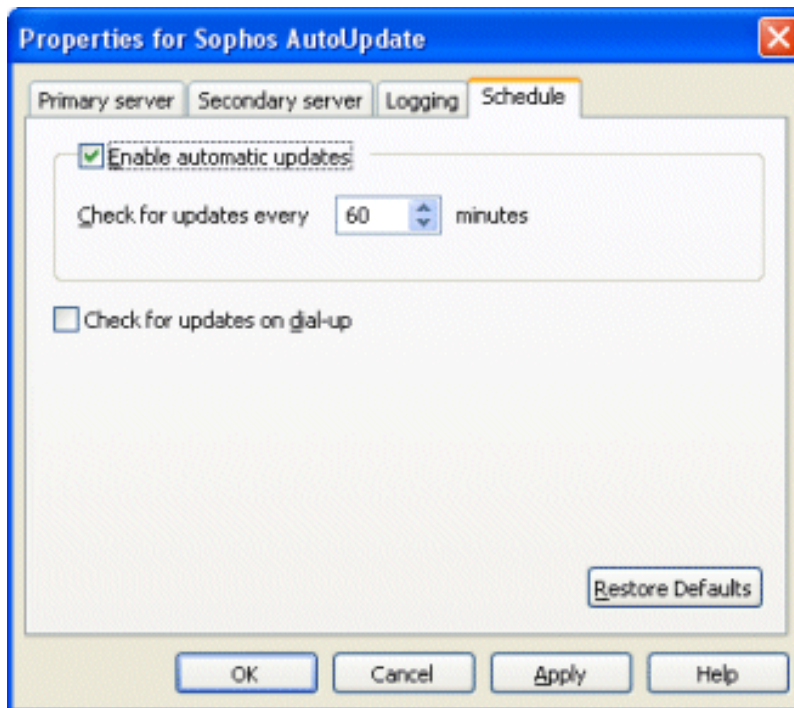 Properties for Sophos AutoUpdate
Primary server Secondary server Logging Schedule
Enable automatic updates
Check for updates every 60 minutes
Check for updates on dial-up
Restore Defaults
OK Cancel Apply Help